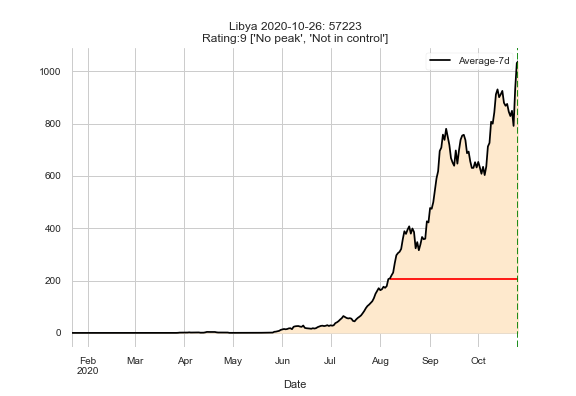 Libya 2020-10-26: 57223
Rating:9 ['No peak', 'Not in control']
Average-7d
1000
800
600
400
200
0
Feb Mar Apr May Jun Jul Aug Sep Oct
2020
Date